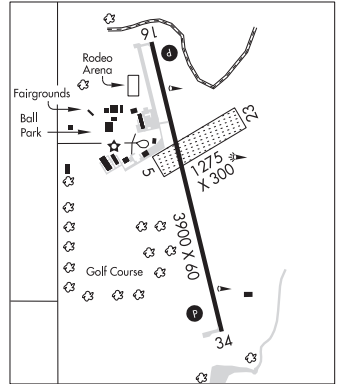 16
P
Rodeo
Arena
Fairgrounds
Ball
Park
23
5
1275
X 300
3900 X 60
Golf Course
P
34